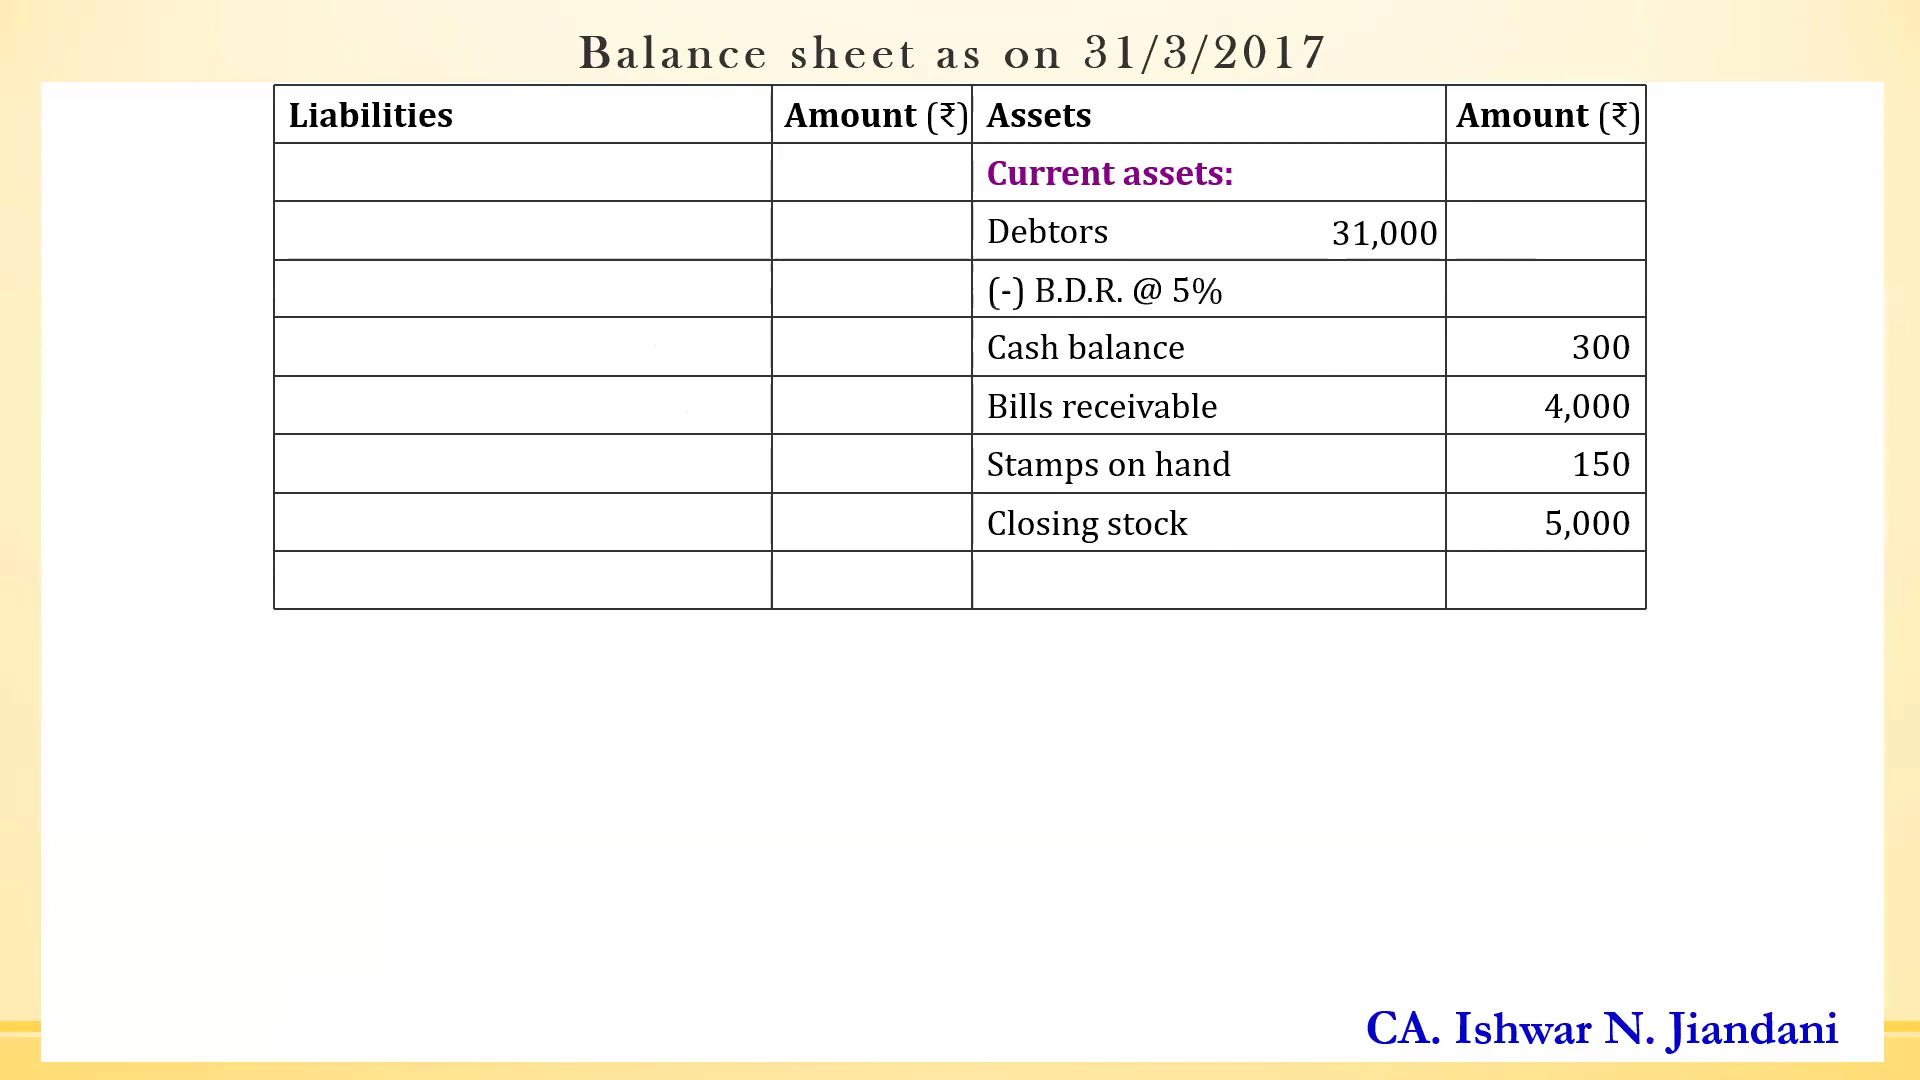 Balance sheet as on 31/3/2017
Liabilities Amount (₹) Assets Amount (₹)
Current assets:
Debtors 31,000
(-) B.D.R. @ 5%
Cash balance 300
Bills receivable 4,000
Stamps on hand 150
Closing stock 5,000
CA. Ishwar N. Jiandani